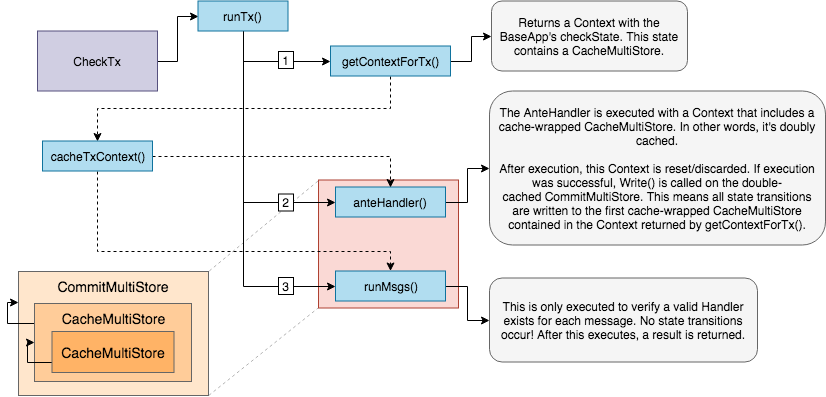 runTx()
CheckTx
1
getContextForTx()
Returns a Context with the
BaseApp's checkState. This state
contains a CacheMultiStore.
cacheTxContext()
2
anteHandler()
The AnteHandler is executed with a Context that includes a
cache-wrapped CacheMultiStore. In other words, it's doubly
cached.
After execution, this Context is reset/discarded. If execution
was successful, Write() is called on the double-
cached CommitMultiStore. This means all state transitions
are written to the first cache-wrapped CacheMultiStore
contained in the Context returned by getContextForTx().
3
runMsgs()
This is only executed to verify a valid Handler
exists for each message. No state transitions
occur! After this executes, a result is returned.
CommitMultiStore
CacheMultiStore
CacheMultiStore